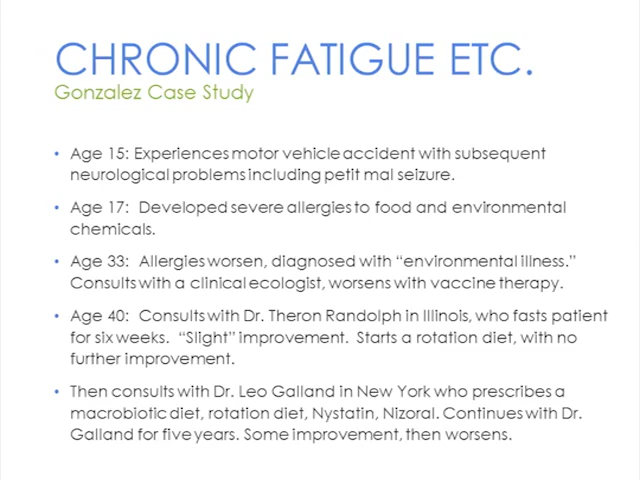 CHRONIC FATIGUE ETC.
Gonzalez Case Study
• Age 15: Experiences motor vehicle accident with subsequent
neurological problems including petit mal seizure.
• Age 17: Developed severe allergies to food and environmental
chemicals.
• Age 33: Allergies worsen, diagnosed with “environmental illness.”
Consults with a clinical ecologist, worsens with vaccine therapy.
• Age 40: Consults with Dr. Theron Randolph in Illinois, who fasts patient
for six weeks. “Slight” improvement. Starts a rotation diet, with no
further improvement.
• Then consults with Dr. Leo Galland in New York who prescribes a
macrobiotic diet, rotation diet, Nystatin, Nizoral. Continues with Dr.
Galland for five years. Some improvement, then worsens.